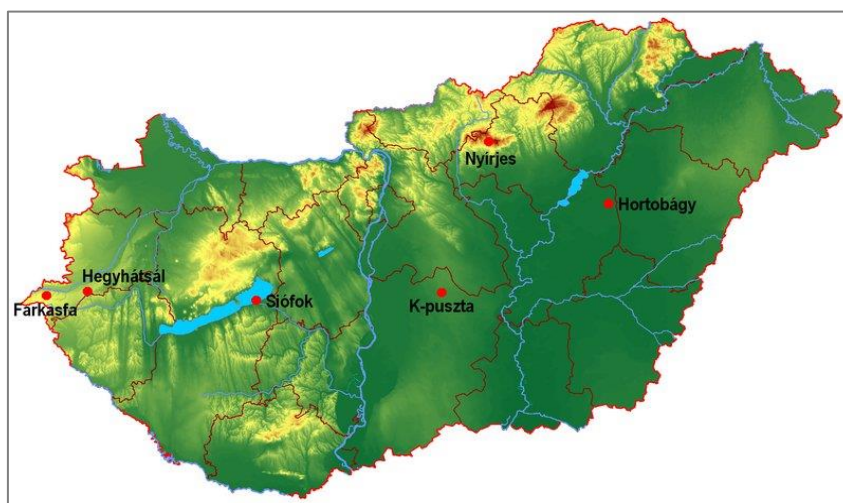 Nyírjes
Hortobágy
Hegyhátsál
Farkasfa
Siófok
K-puszta